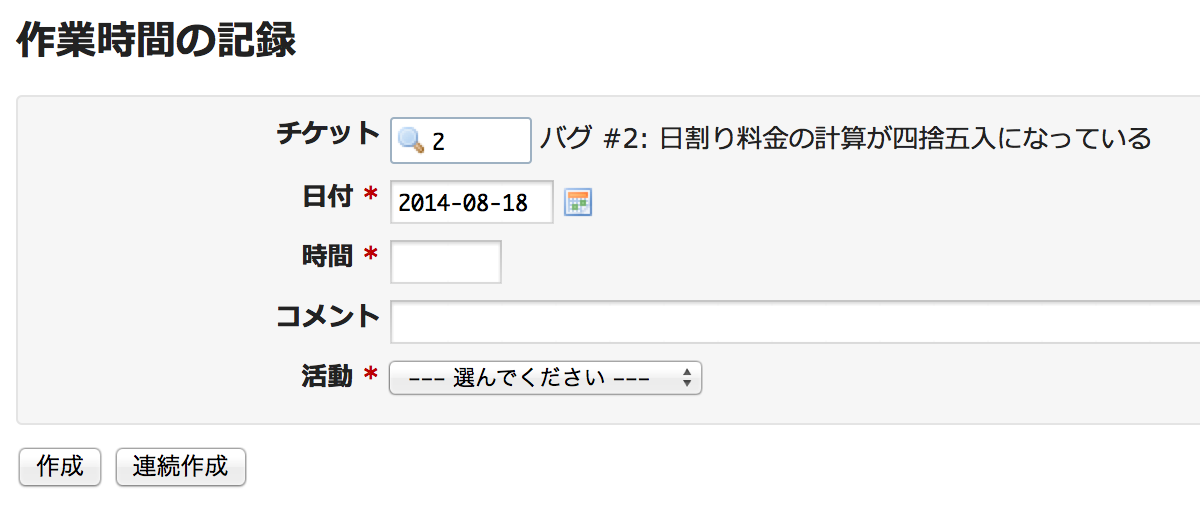 作業時間の記録
チケット 2 バグ #2: 日割り料金の計算が四捨五入になっている
日付 * 2014-08-18
時間 *
コメント
活動 * --- 選んでください ---
作成 連続作成